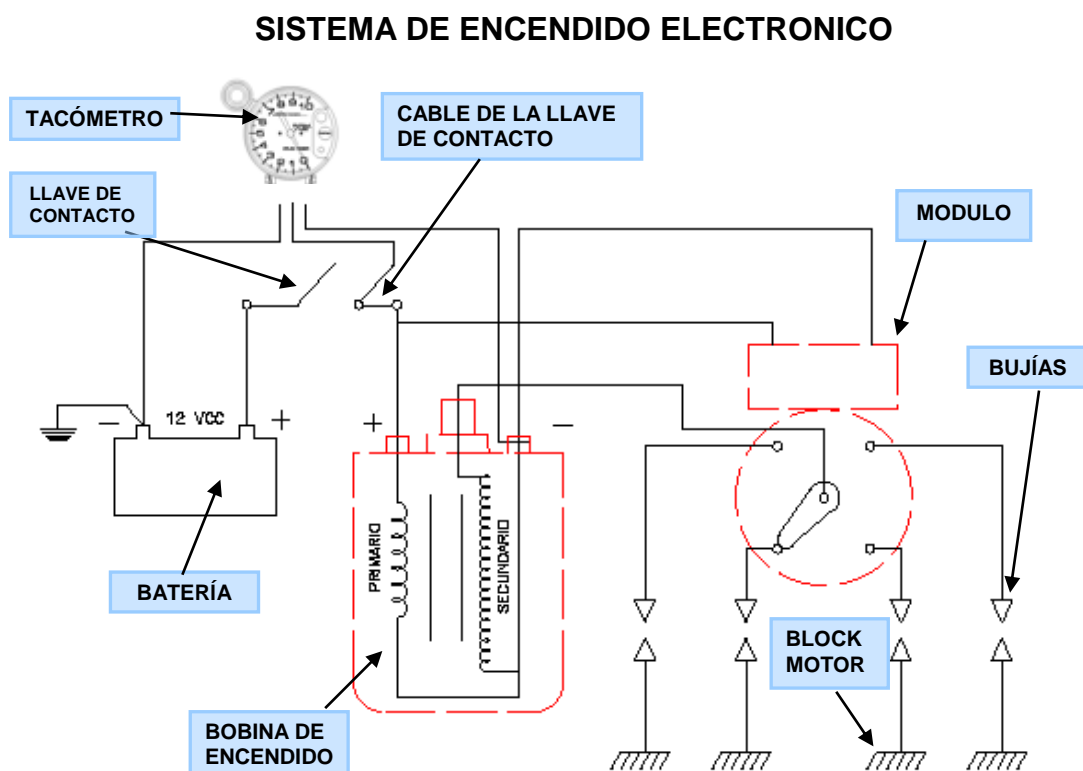 SISTEMA DE ENCENDIDO ELECTRONICO
TACÓMETRO
CABLE DE LA LLAVE
DE CONTACTO
LLAVE DE
CONTACTO
MODULO
BUJÍAS
- 12 VCC +
+ -
PRIMARIO
SECUNDARIO
BATERÍA
BLOCK
MOTOR
BOBINA DE
ENCENDIDO